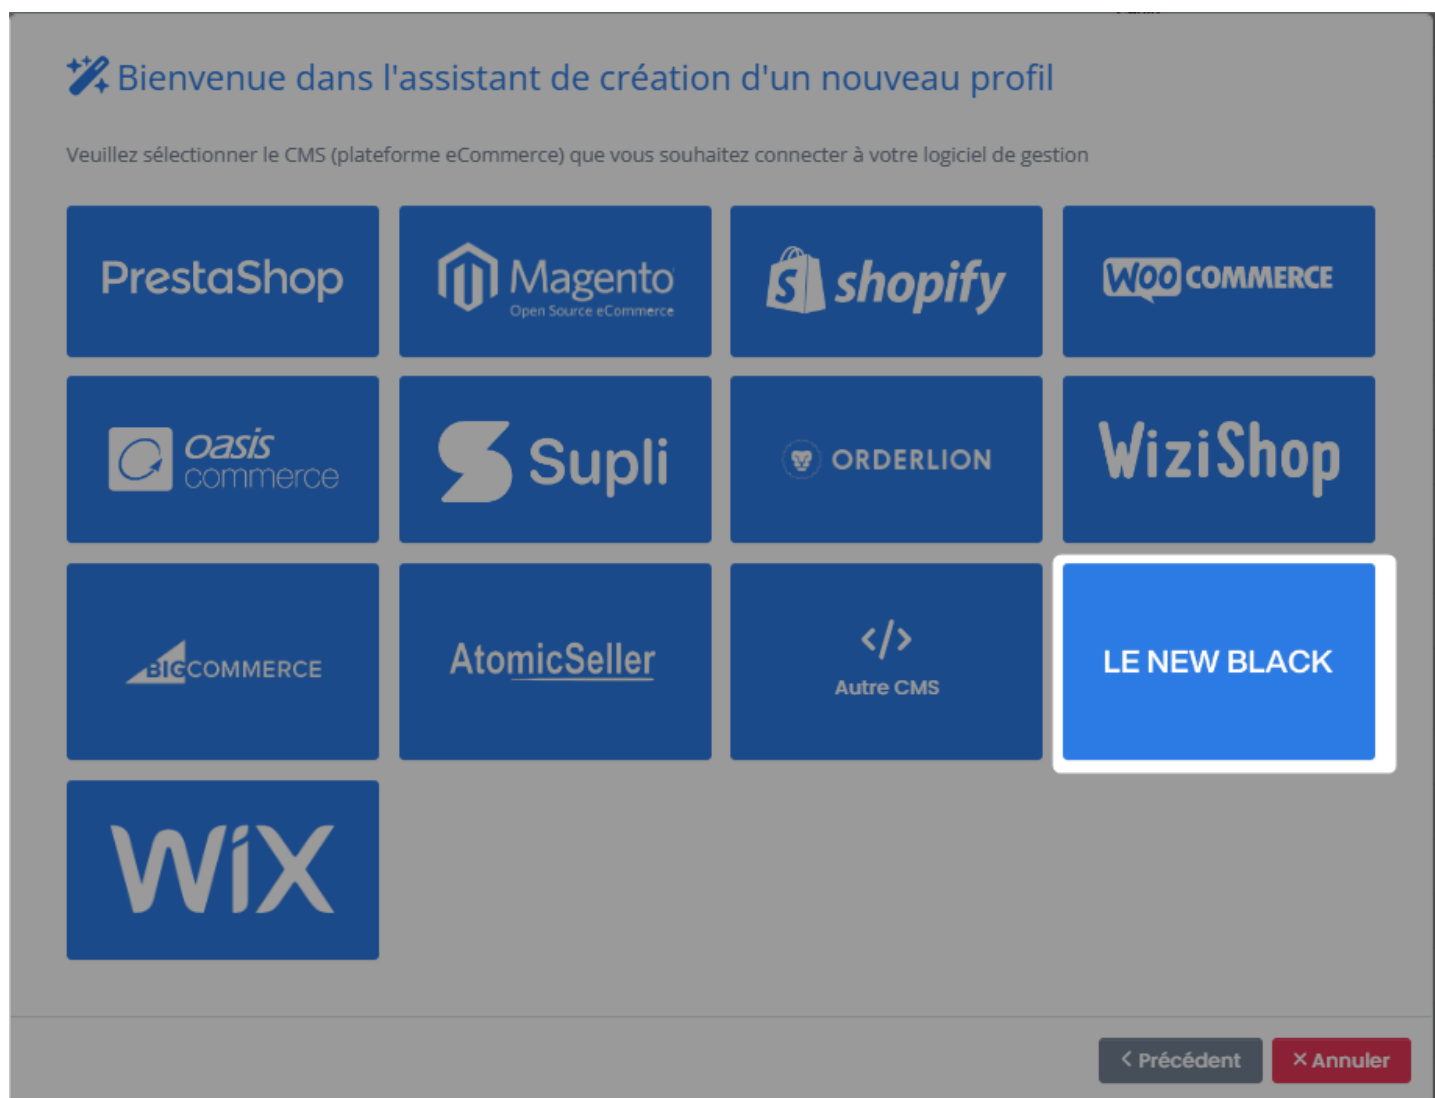 Bienvenue dans l'assistant de création d'un nouveau profil
Veuillez sélectionner le CMS (plateforme eCommerce) que vous souhaitez connecter à votre logiciel de gestion
PrestaShop
Magento
Open Source eCommerce
shopify
WOO COMMERCE
oasis
commerce
Supli
ORDERLION
WiziShop
BIGCOMMERCE
AtomicSeller
</>
Autre CMS
LE NEW BLACK
WiX
< Précédent
× Annuler